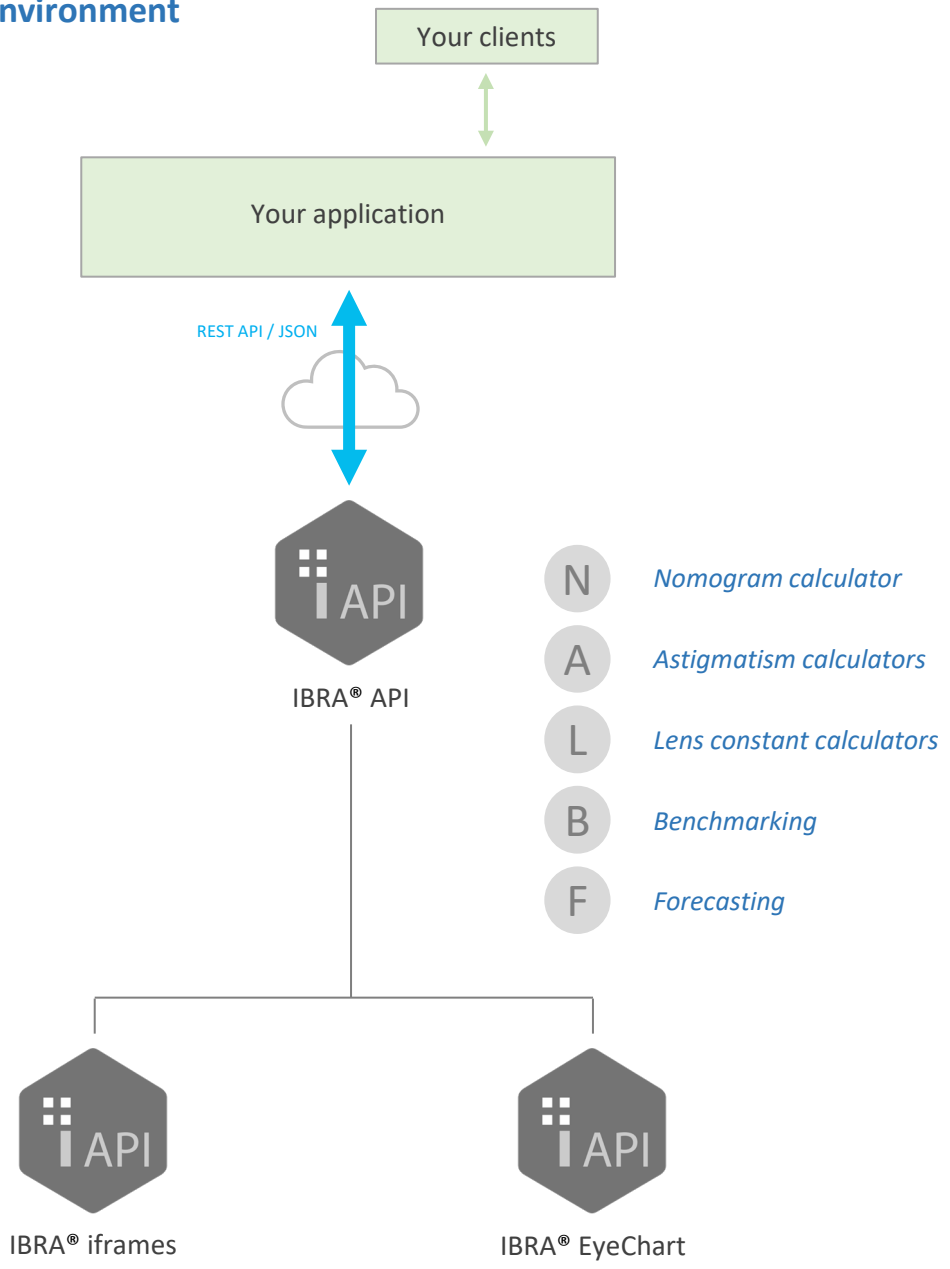 nvironment
Your clients
Your application
REST API / JSON
i API
IBRA® API
N Nomogram calculator
A Astigmatism calculators
L Lens constant calculators
B Benchmarking
F Forecasting
i API
IBRA® iframes
i API
IBRA® EyeChart